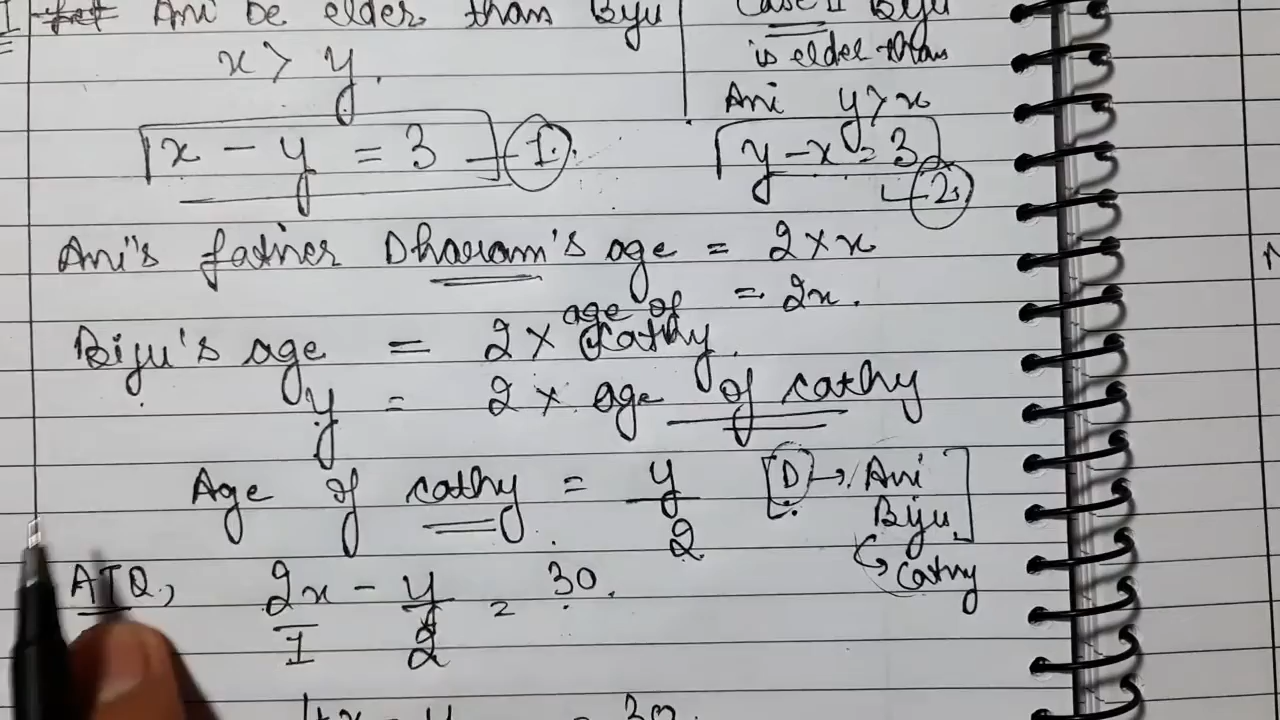 I Ani be elder than Biju
x > y.
x - y = 3 — 1.
Case II Biju
is elder than
Ani y > x
y - x = 3
2.
Ani's father Dharam's age = 2 × x
= 2x.
Biju's age = 2 × age of Cathy.
y = 2 × age of cathy
Age of cathy = y/2
[D → Ani
Biju]
Cathy
ATQ, 2x/1 - y/2 = 30.
4x - y = 30.